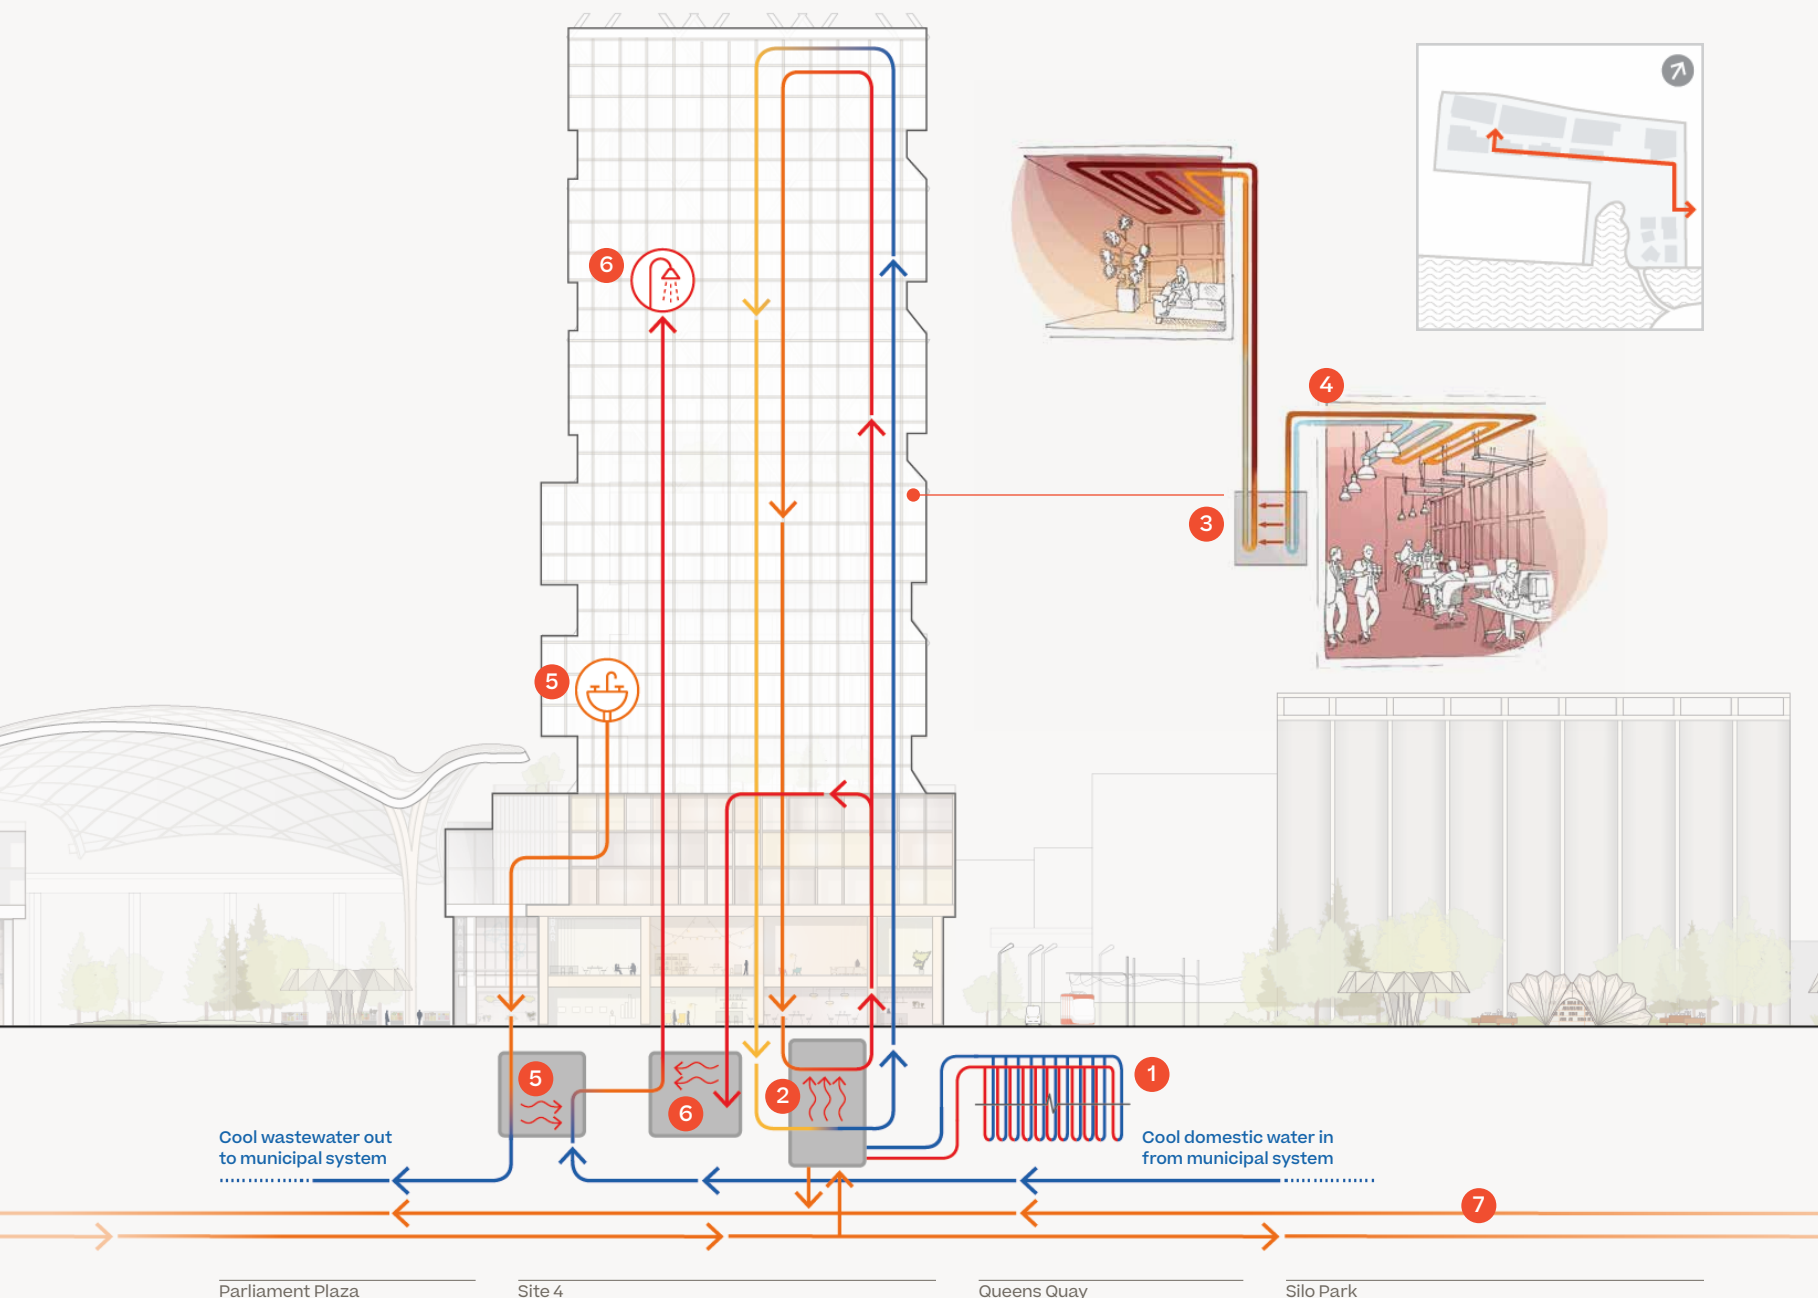 6
4
3
5
5
6
2
1
Cool wastewater out
to municipal system
Cool domestic water in
from municipal system
7
Parliament Plaza
Site 4
Queens Quay
Silo Park